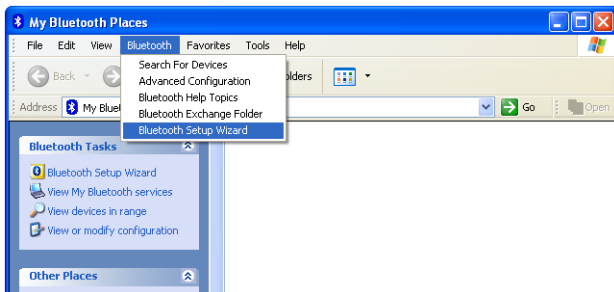 My Bluetooth Places
File Edit View Bluetooth Favorites Tools Help
Search For Devices
Advanced Configuration
Bluetooth Help Topics
Bluetooth Exchange Folder
Bluetooth Setup Wizard
Back
Address My Go Open
Bluetooth Tasks
Bluetooth Setup Wizard
View My Bluetooth services
View devices in range
View or modify configuration
Other Places